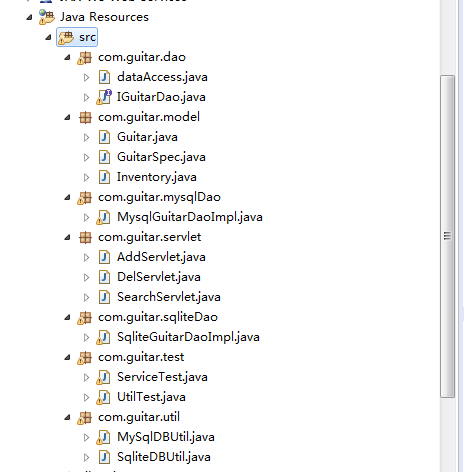 Java Resources
src
com.guitar.dao
dataAccess.java
IGuitarDao.java
com.guitar.model
Guitar.java
GuitarSpec.java
Inventory.java
com.guitar.mysqlDao
MysqlGuitarDaoImpl.java
com.guitar.servlet
AddServlet.java
DelServlet.java
SearchServlet.java
com.guitar.sqliteDao
SqliteGuitarDaoImpl.java
com.guitar.test
ServiceTest.java
UtilTest.java
com.guitar.util
MySqlDBUtil.java
SqliteDBUtil.java